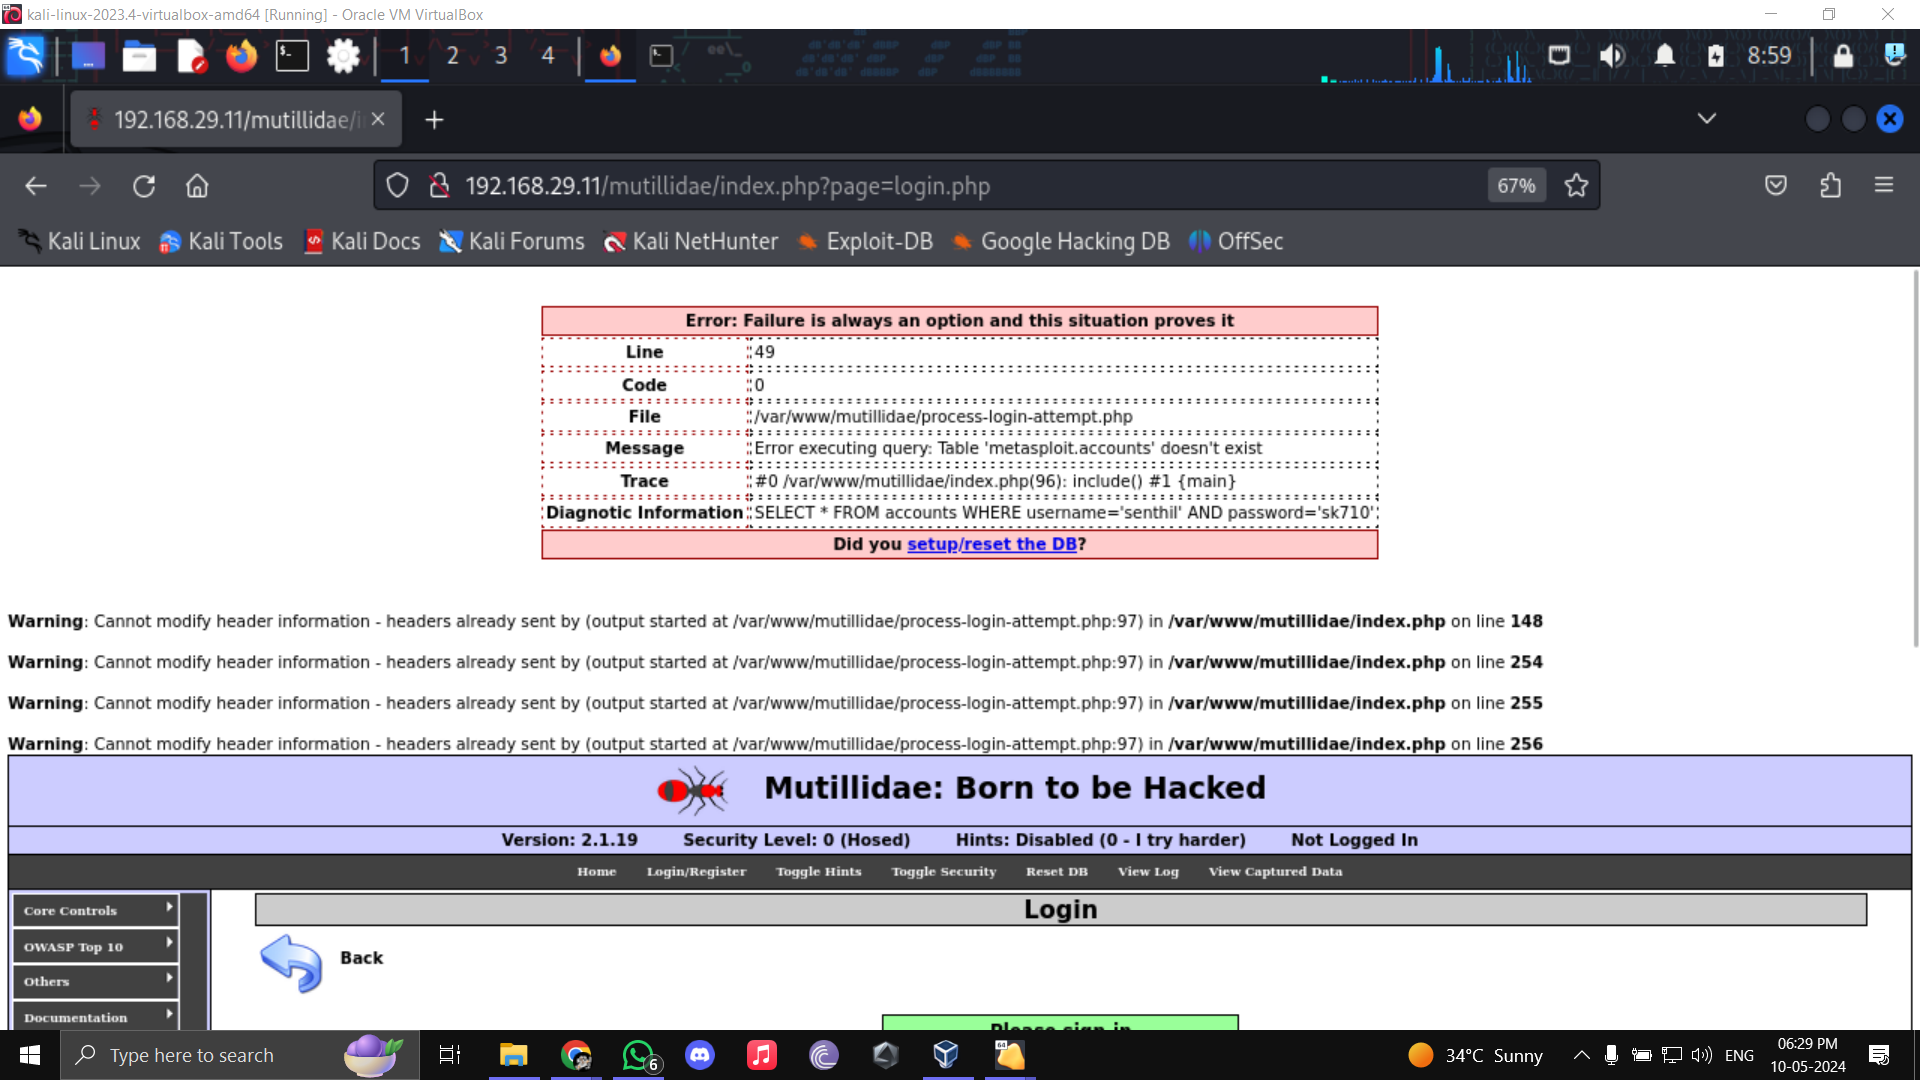 kali-linux-2023.4-virtualbox-amd64 [Running] - Oracle VM VirtualBox
1 2 3 4 8:59
192.168.29.11/mutillidae/i
192.168.29.11/mutillidae/index.php?page=login.php 67%
Kali Linux Kali Tools Kali Docs Kali Forums Kali NetHunter Exploit-DB Google Hacking DB OffSec
Error: Failure is always an option and this situation proves it
Line 49
Code 0
File /var/www/mutillidae/process-login-attempt.php
Message Error executing query: Table 'metasploit.accounts' doesn't exist
Trace #0 /var/www/mutillidae/index.php(96): include() #1 {main}
Diagnotic Information SELECT * FROM accounts WHERE username='senthil' AND password='sk710'
Did you setup/reset the DB?
Warning: Cannot modify header information - headers already sent by (output started at /var/www/mutillidae/process-login-attempt.php:97) in /var/www/mutillidae/index.php on line 148
Warning: Cannot modify header information - headers already sent by (output started at /var/www/mutillidae/process-login-attempt.php:97) in /var/www/mutillidae/index.php on line 254
Warning: Cannot modify header information - headers already sent by (output started at /var/www/mutillidae/process-login-attempt.php:97) in /var/www/mutillidae/index.php on line 255
Warning: Cannot modify header information - headers already sent by (output started at /var/www/mutillidae/process-login-attempt.php:97) in /var/www/mutillidae/index.php on line 256
Mutillidae: Born to be Hacked
Version: 2.1.19 Security Level: 0 (Hosed) Hints: Disabled (0 - I try harder) Not Logged In
Home Login/Register Toggle Hints Toggle Security Reset DB View Log View Captured Data
Core Controls
Login
OWASP Top 10
Back
Others
Documentation
Please sign-in
Type here to search 6 64 34°C Sunny ENG 06:29 PM
10-05-2024